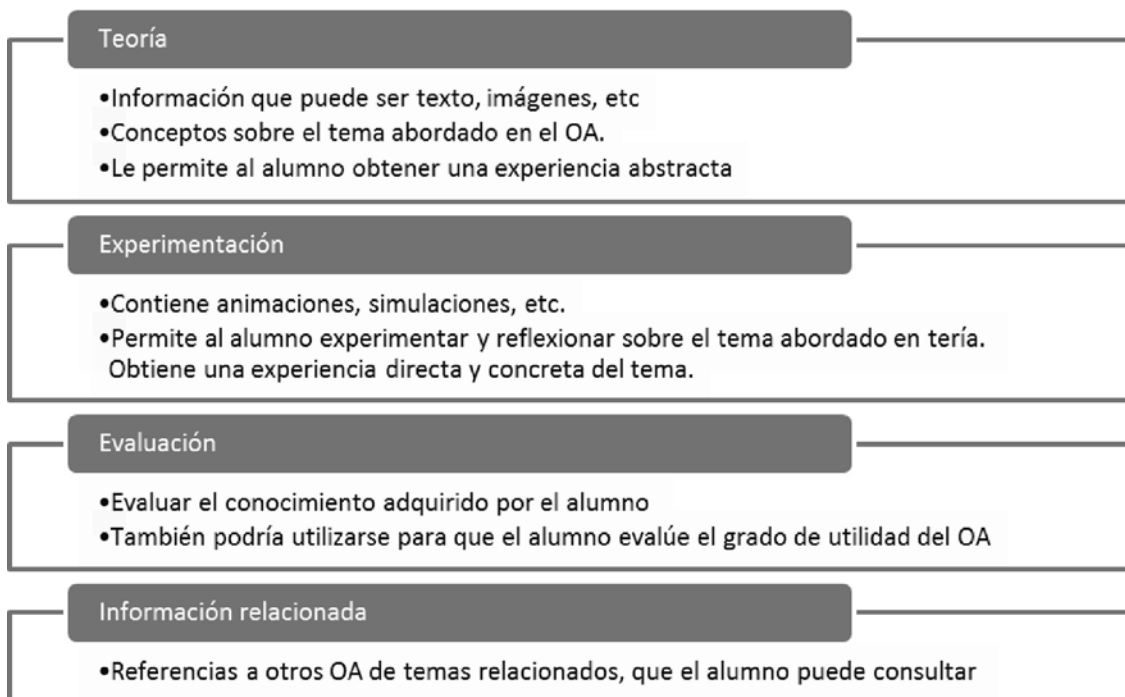 Teoría
•Información que puede ser texto, imágenes, etc
•Conceptos sobre el tema abordado en el OA.
•Le permite al alumno obtener una experiencia abstracta
Experimentación
•Contiene animaciones, simulaciones, etc.
•Permite al alumno experimentar y reflexionar sobre el tema abordado en tería.
Obtiene una experiencia directa y concreta del tema.
Evaluación
•Evaluar el conocimiento adquirido por el alumno
•También podría utilizarse para que el alumno evalúe el grado de utilidad del OA
Información relacionada
•Referencias a otros OA de temas relacionados, que el alumno puede consultar